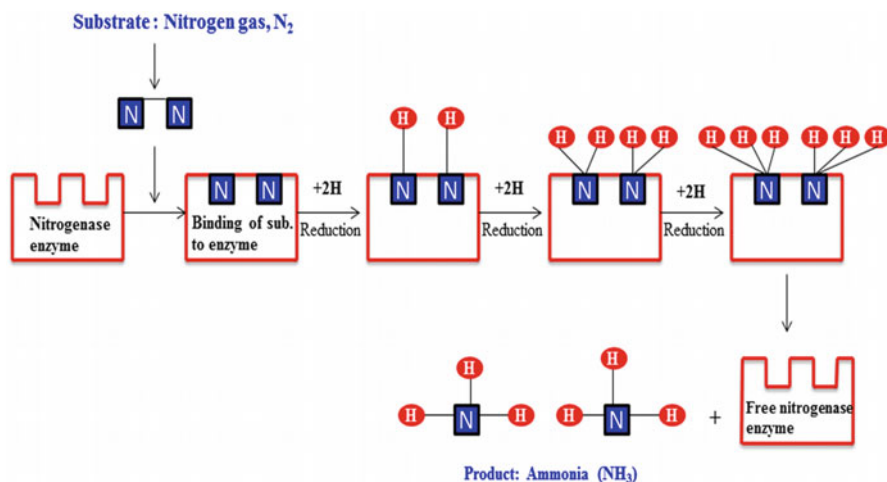 Substrate : Nitrogen gas, N₂
N N
H H
H H H H
H H H H H H
Nitrogenase
enzyme
N N
Binding of sub.
to enzyme
+2H
Reduction
N N
+2H
Reduction
N N
+2H
Reduction
N N
H
H N H
H
H N H
+
Free nitrogenase
enzyme
Product: Ammonia (NH₃)